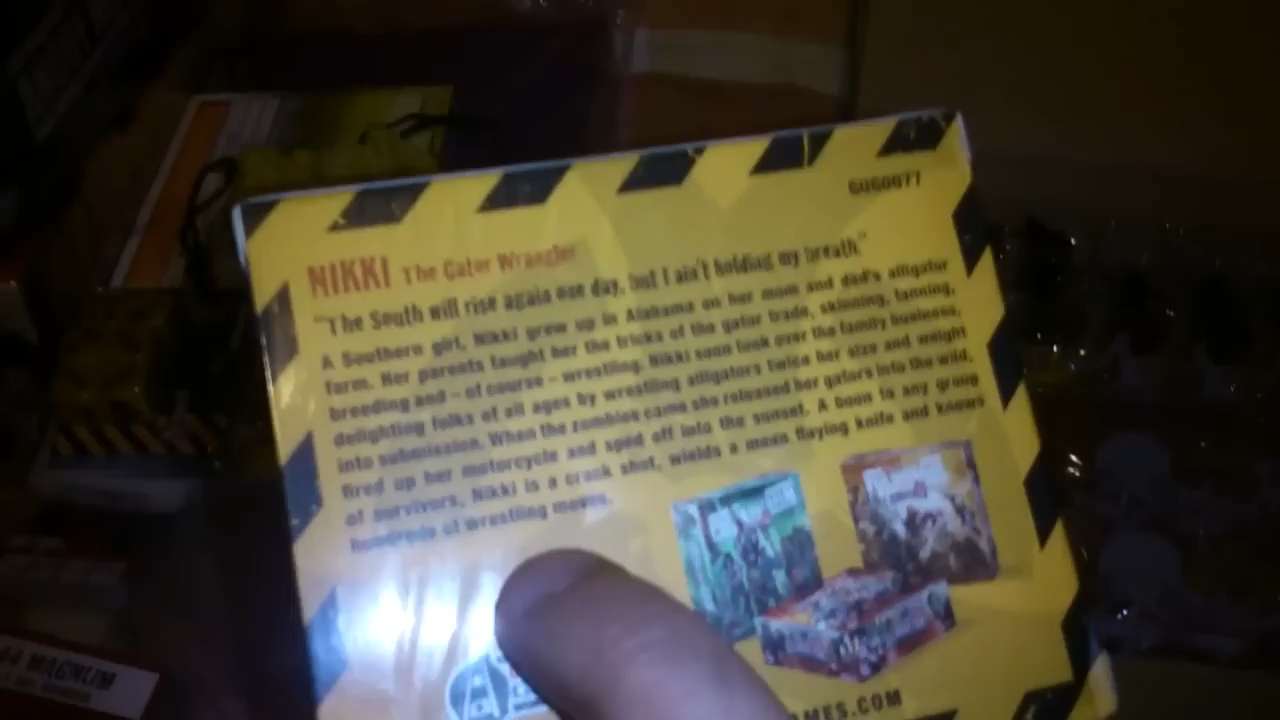 GUG0077
NIKKI The Gator Wrangler
"The South will rise again one day, but I ain't holding my breath."
A Southern girl, Nikki grew up in Alabama on her mom and dad's alligator
farm. Her parents taught her the tricks of the gator trade, skinning, tanning,
breeding and – of course – wrestling. Nikki soon took over the family business,
delighting folks of all ages by wrestling alligators twice her size and weight
into submission. When the zombies came she released her gators into the wild,
fired up her motorcycle and sped off into the sunset. A boon to any group
of survivors, Nikki is a crack shot, wields a mean flaying knife and knows
hundreds of wrestling moves.
MES.COM
44 MAGNUM